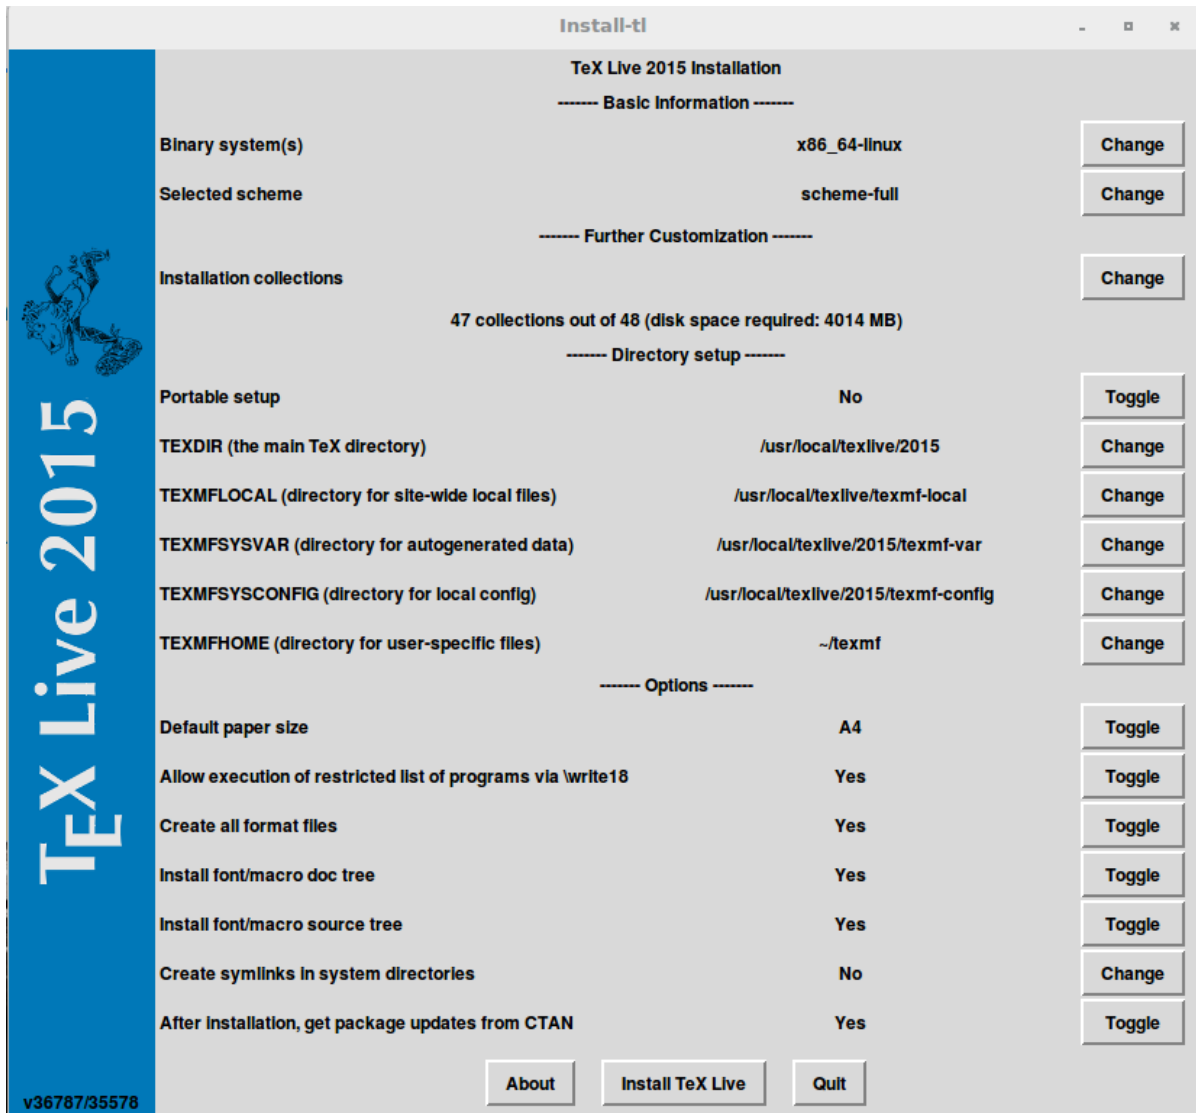 Install-tl
TeX Live 2015 Installation
------- Basic Information -------
Binary system(s) x86_64-linux Change
Selected scheme scheme-full Change
------- Further Customization -------
Installation collections Change
47 collections out of 48 (disk space required: 4014 MB)
------- Directory setup -------
Portable setup No Toggle
TEXDIR (the main TeX directory) /usr/local/texlive/2015 Change
TEXMFLOCAL (directory for site-wide local files) /usr/local/texlive/texmf-local Change
TEXMFSYSVAR (directory for autogenerated data) /usr/local/texlive/2015/texmf-var Change
TEXMFSYSCONFIG (directory for local config) /usr/local/texlive/2015/texmf-config Change
TEXMFHOME (directory for user-specific files) ~/texmf Change
------- Options -------
Default paper size A4 Toggle
Allow execution of restricted list of programs via \write18 Yes Toggle
Create all format files Yes Toggle
Install font/macro doc tree Yes Toggle
Install font/macro source tree Yes Toggle
Create symlinks in system directories No Change
After installation, get package updates from CTAN Yes Toggle
About Install TeX Live Quit
TEX Live 2015
v36787/35578